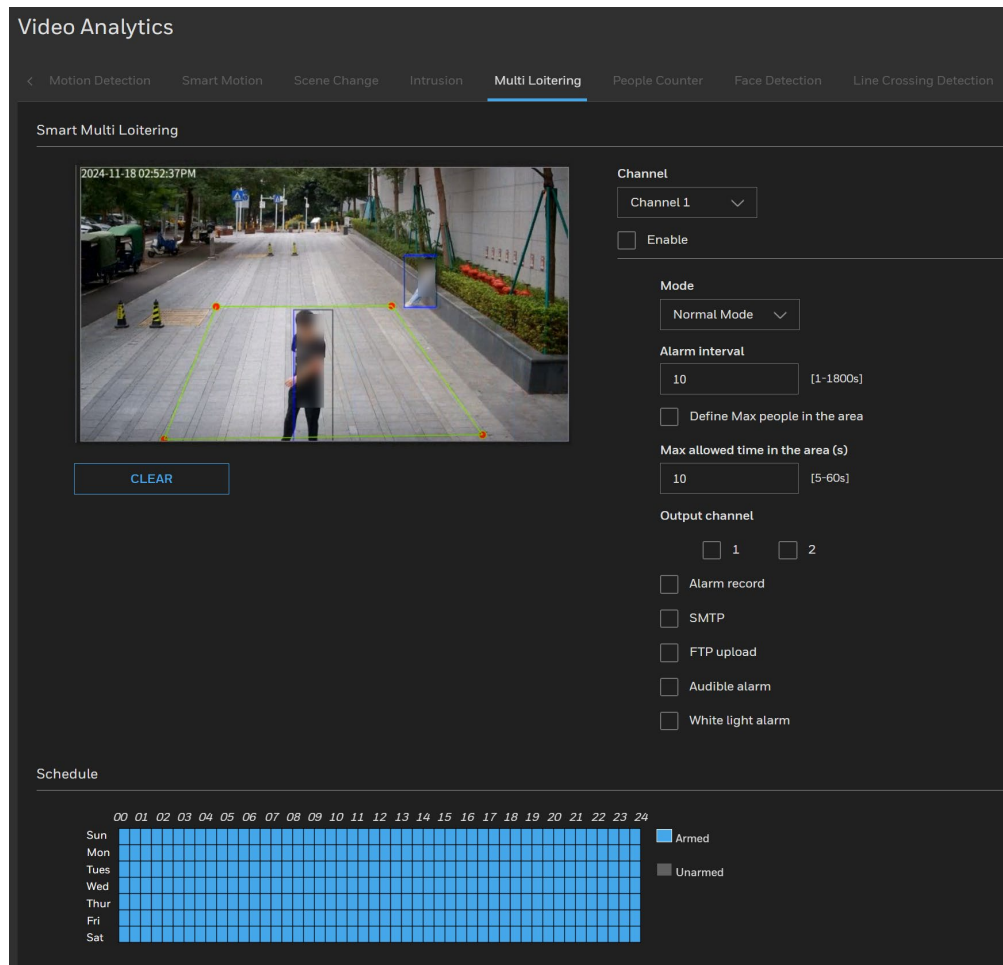 Video Analytics
< Motion Detection Smart Motion Scene Change Intrusion Multi Loitering People Counter Face Detection Line Crossing Detection
Smart Multi Loitering
2024-11-18 02:52:37PM
Channel
Channel 1
Enable
Mode
Normal Mode
Alarm interval
10 [1-1800s]
Define Max people in the area
Max allowed time in the area (s)
10 [5-60s]
CLEAR
Output channel
1 2
Alarm record
SMTP
FTP upload
Audible alarm
White light alarm
Schedule
00 01 02 03 04 05 06 07 08 09 10 11 12 13 14 15 16 17 18 19 20 21 22 23 24
Sun
Mon
Tues
Wed
Thur
Fri
Sat
Armed
Unarmed